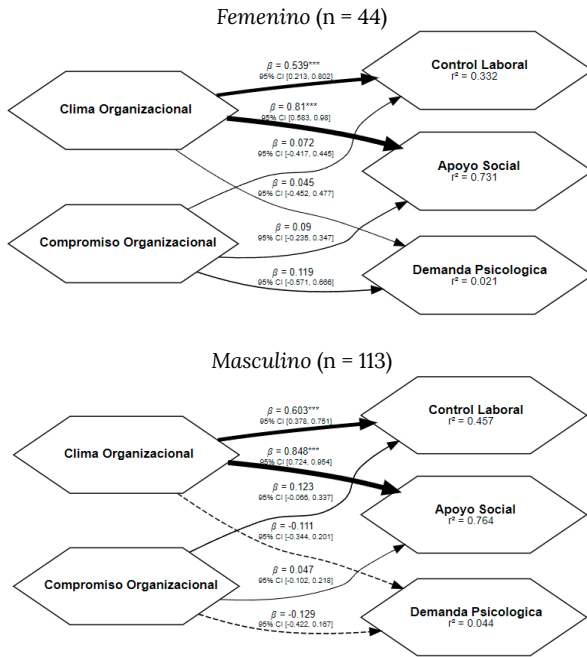 Femenino (n = 44)
Clima Organizacional
Compromiso Organizacional
β = 0.539***
95% CI [0.213, 0.802]
β = 0.81***
95% CI [0.583, 0.98]
β = 0.072
95% CI [-0.417, 0.445]
β = 0.045
95% CI [-0.452, 0.477]
β = 0.09
95% CI [-0.235, 0.347]
β = 0.119
95% CI [-0.571, 0.666]
Control Laboral
r² = 0.332
Apoyo Social
r² = 0.731
Demanda Psicologica
r² = 0.021
Masculino (n = 113)
Clima Organizacional
Compromiso Organizacional
β = 0.603***
95% CI [0.378, 0.751]
β = 0.848***
95% CI [0.724, 0.954]
β = 0.123
95% CI [-0.066, 0.337]
β = -0.111
95% CI [-0.344, 0.201]
β = 0.047
95% CI [-0.102, 0.218]
β = -0.129
95% CI [-0.422, 0.167]
Control Laboral
r² = 0.457
Apoyo Social
r² = 0.764
Demanda Psicologica
r² = 0.044